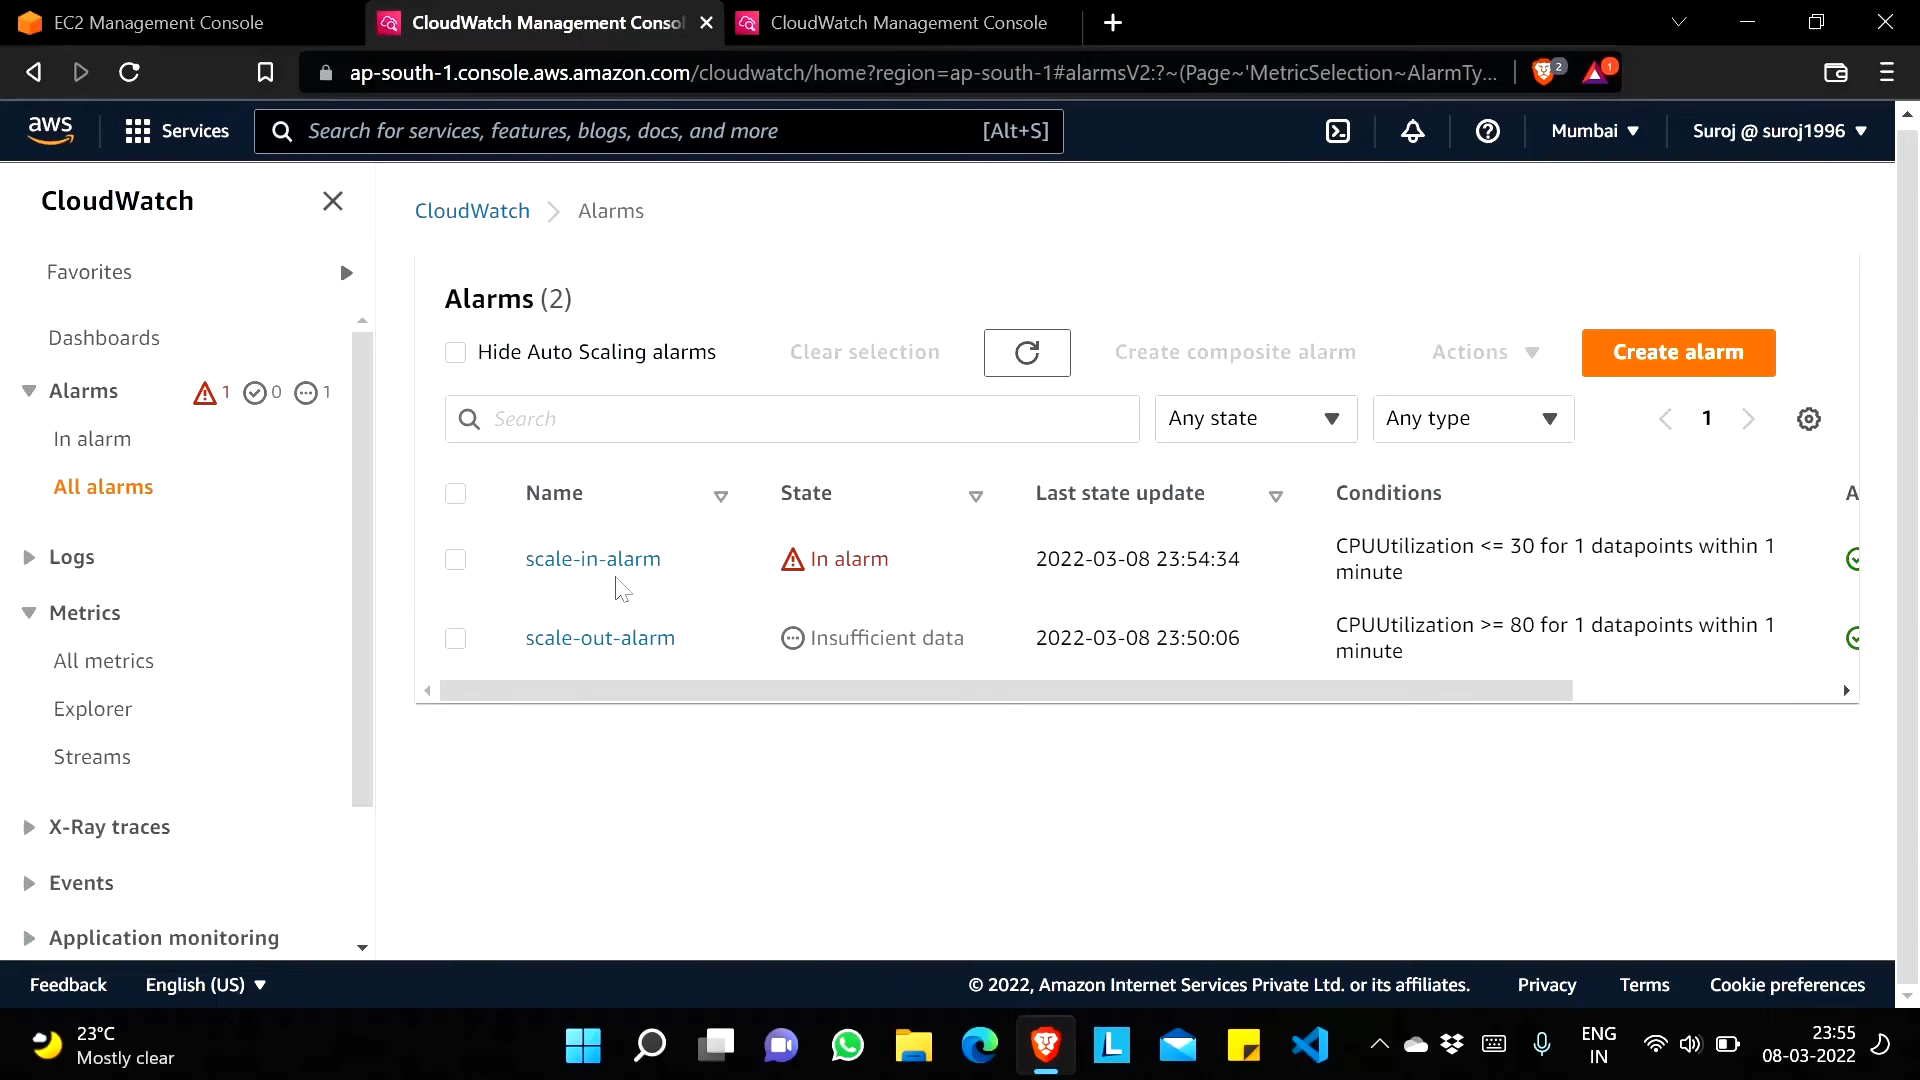 EC2 Management Console
CloudWatch Management Consol
CloudWatch Management Console
ap-south-1.console.aws.amazon.com/cloudwatch/home?region=ap-south-1#alarmsV2:?~(Page~'MetricSelection~AlarmTy...
2
1
aws
Services
Search for services, features, blogs, docs, and more
[Alt+S]
Mumbai
Suroj @ suroj1996
CloudWatch
Favorites
Dashboards
Alarms 1 0 1
In alarm
All alarms
Logs
Metrics
All metrics
Explorer
Streams
X-Ray traces
Events
Application monitoring
CloudWatch
Alarms
Alarms (2)
Hide Auto Scaling alarms
Clear selection
Create composite alarm
Actions
Create alarm
Search
Any state
Any type
1
Name
State
Last state update
Conditions
A
scale-in-alarm
In alarm
2022-03-08 23:54:34
CPUUtilization <= 30 for 1 datapoints within 1
minute
scale-out-alarm
Insufficient data
2022-03-08 23:50:06
CPUUtilization >= 80 for 1 datapoints within 1
minute
Feedback
English (US)
© 2022, Amazon Internet Services Private Ltd. or its affiliates.
Privacy
Terms
Cookie preferences
23°C
Mostly clear
L
ENG
IN
23:55
08-03-2022